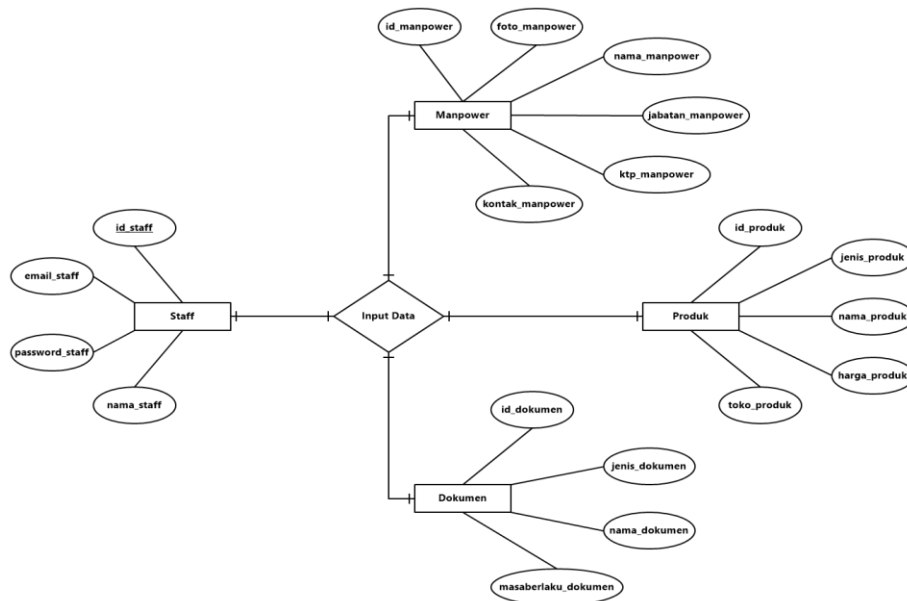 id_manpower
foto_manpower
nama_manpower
Manpower
jabatan_manpower
ktp_manpower
kontak_manpower
id_staff
id_produk
email_staff
jenis_produk
Staff
Input Data
Produk
nama_produk
password_staff
harga_produk
nama_staff
toko_produk
id_dokumen
jenis_dokumen
Dokumen
nama_dokumen
masaberlaku_dokumen